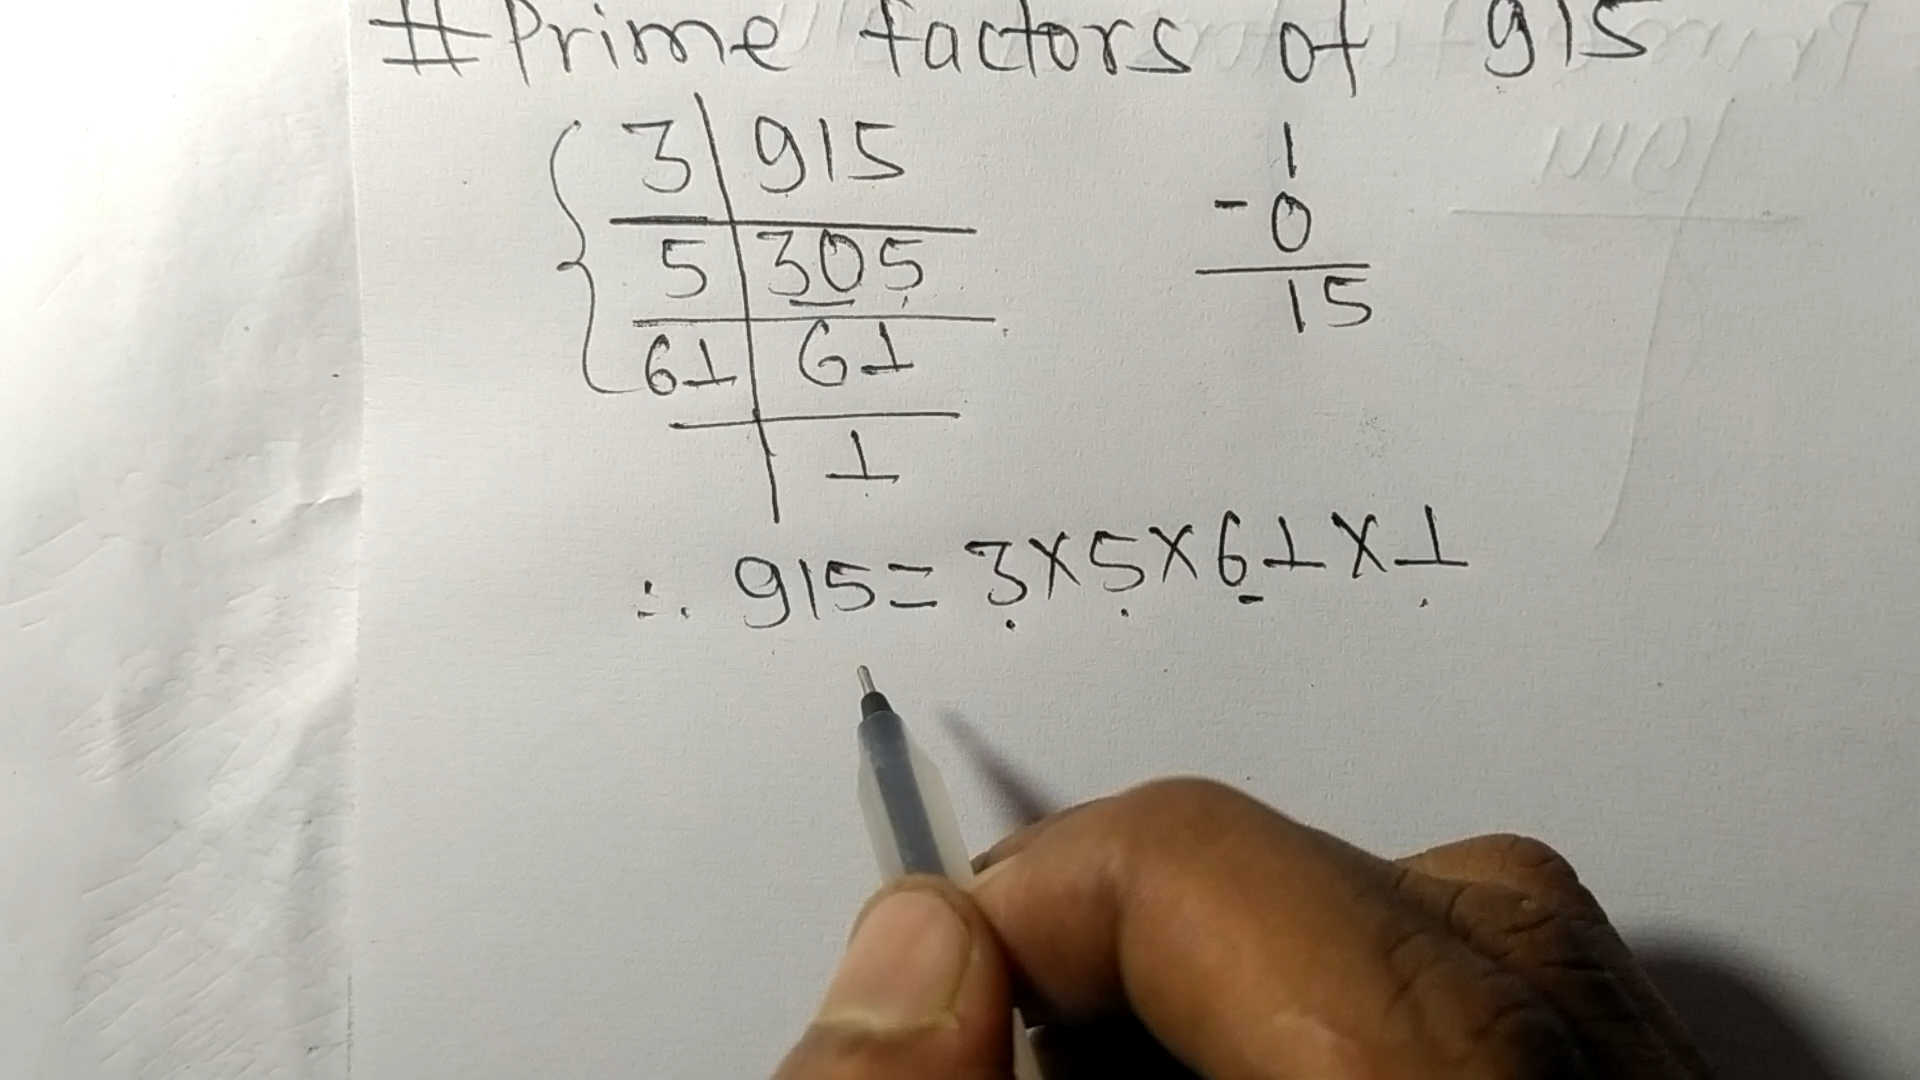 #Prime factors of 915
3 | 915
5 | 305
61 | 61
1
1
- 0
15
∴ 915 = 3 × 5 × 61 × 1